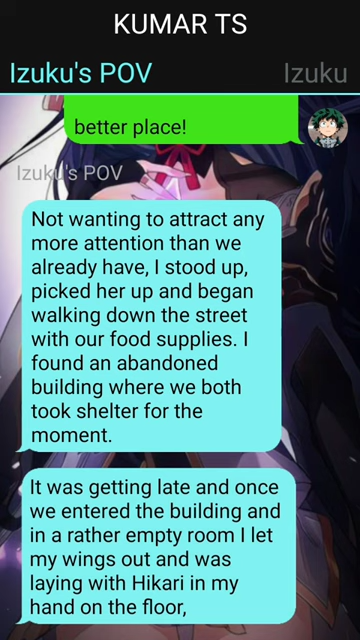 KUMAR TS
Izuku's POV
Izuku
better place!
Izuku's POV
Not wanting to attract any
more attention than we
already have, I stood up,
picked her up and began
walking down the street
with our food supplies. I
found an abandoned
building where we both
took shelter for the
moment.
It was getting late and once
we entered the building and
in a rather empty room I let
my wings out and was
laying with Hikari in my
hand on the floor,